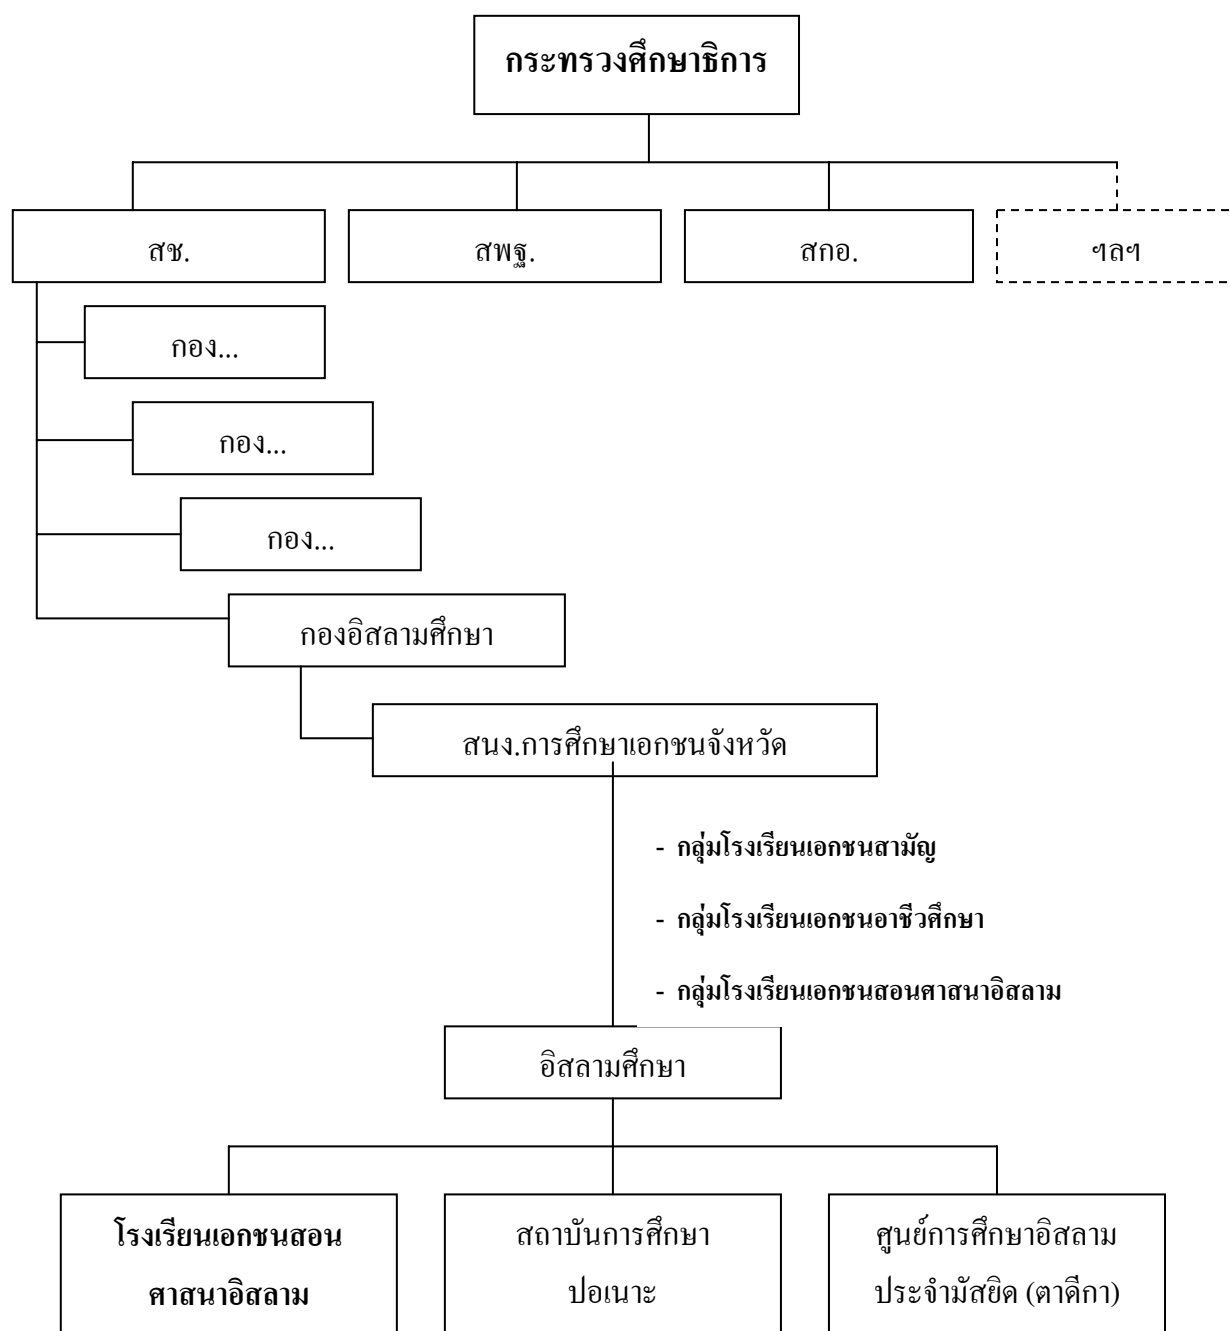 กระทรวงศึกษาธิการ
สช.
สพฐ.
สกอ.
ฯลฯ
กอง...
กอง...
กอง...
กองอิสลามศึกษา
สนง.การศึกษาเอกชนจังหวัด
- กลุ่มโรงเรียนเอกชนสามัญ
- กลุ่มโรงเรียนเอกชนอาชีวศึกษา
- กลุ่มโรงเรียนเอกชนสอนศาสนาอิสลาม
อิสลามศึกษา
โรงเรียนเอกชนสอน
ศาสนาอิสลาม
สถาบันการศึกษา
ปอเนาะ
ศูนย์การศึกษาอิสลาม
ประจำมัสยิด (ตาดีกา)